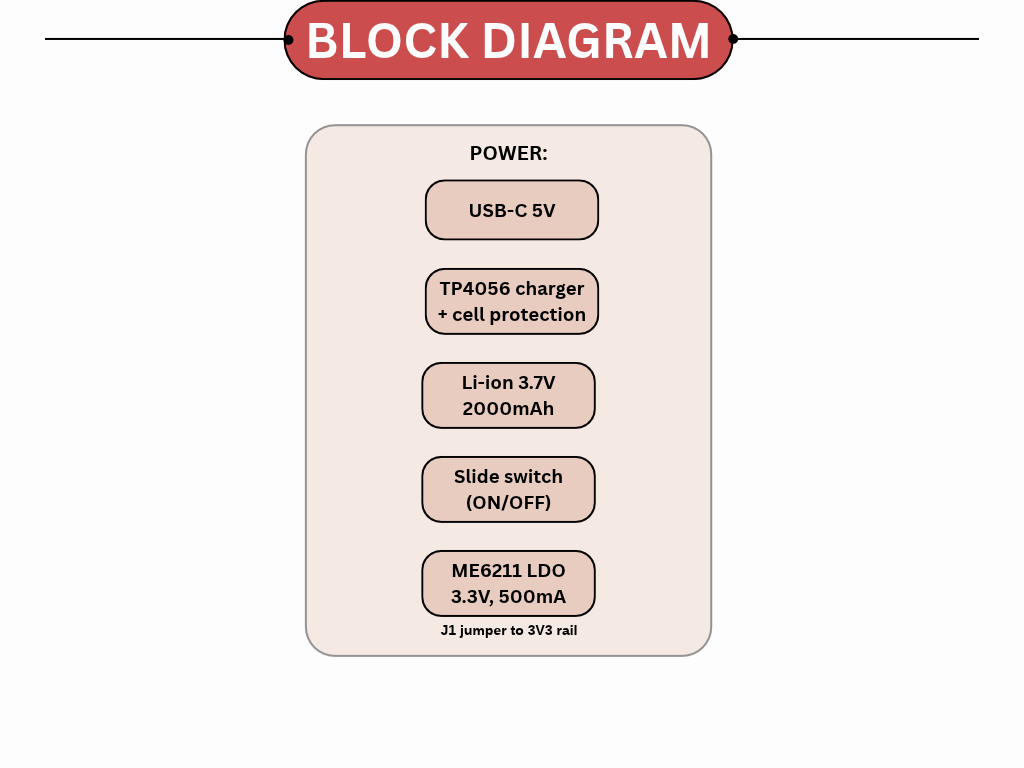 BLOCK DIAGRAM
POWER:
USB-C 5V
TP4056 charger
+ cell protection
Li-ion 3.7V
2000mAh
Slide switch
(ON/OFF)
ME6211 LDO
3.3V, 500mA
J1 jumper to 3V3 rail